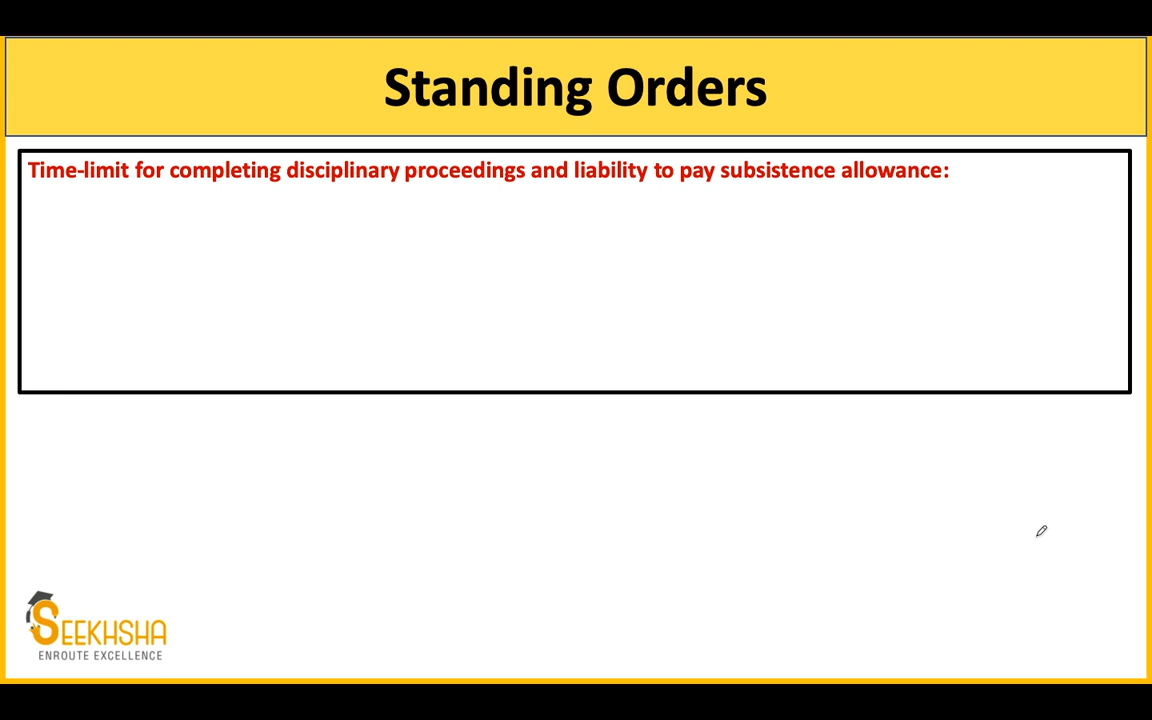 Standing Orders
Time-limit for completing disciplinary proceedings and liability to pay subsistence allowance:
SEEKHSHA
ENROUTE EXCELLENCE